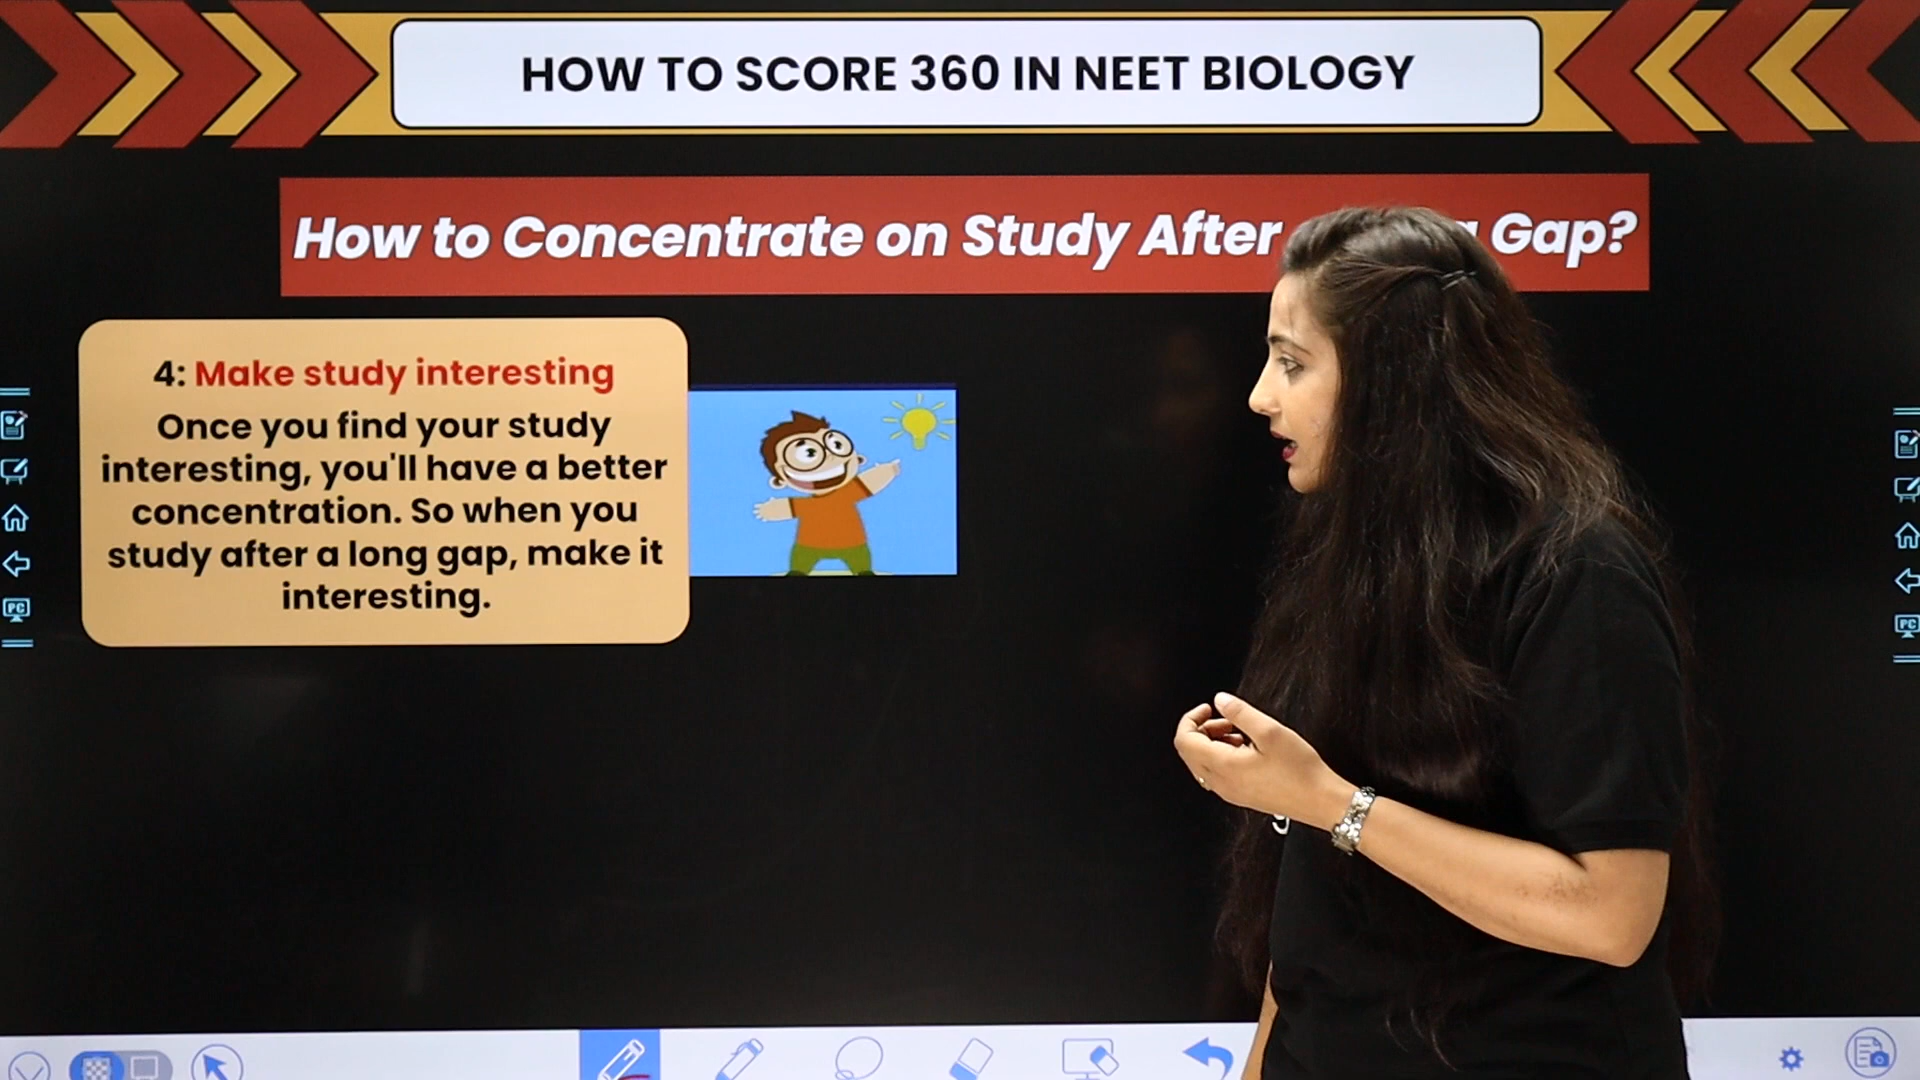 HOW TO SCORE 360 IN NEET BIOLOGY
How to Concentrate on Study After Gap?
4: Make study interesting
Once you find your study
interesting, you'll have a better
concentration. So when you
study after a long gap, make it
interesting.
PC
PC